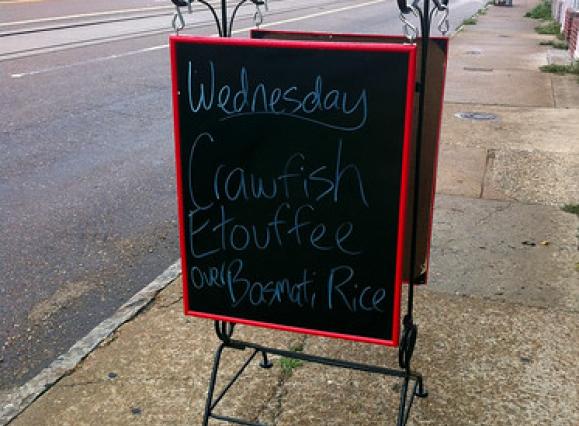 Wednesday
Crawfish
Etouffee
over Basmati Rice